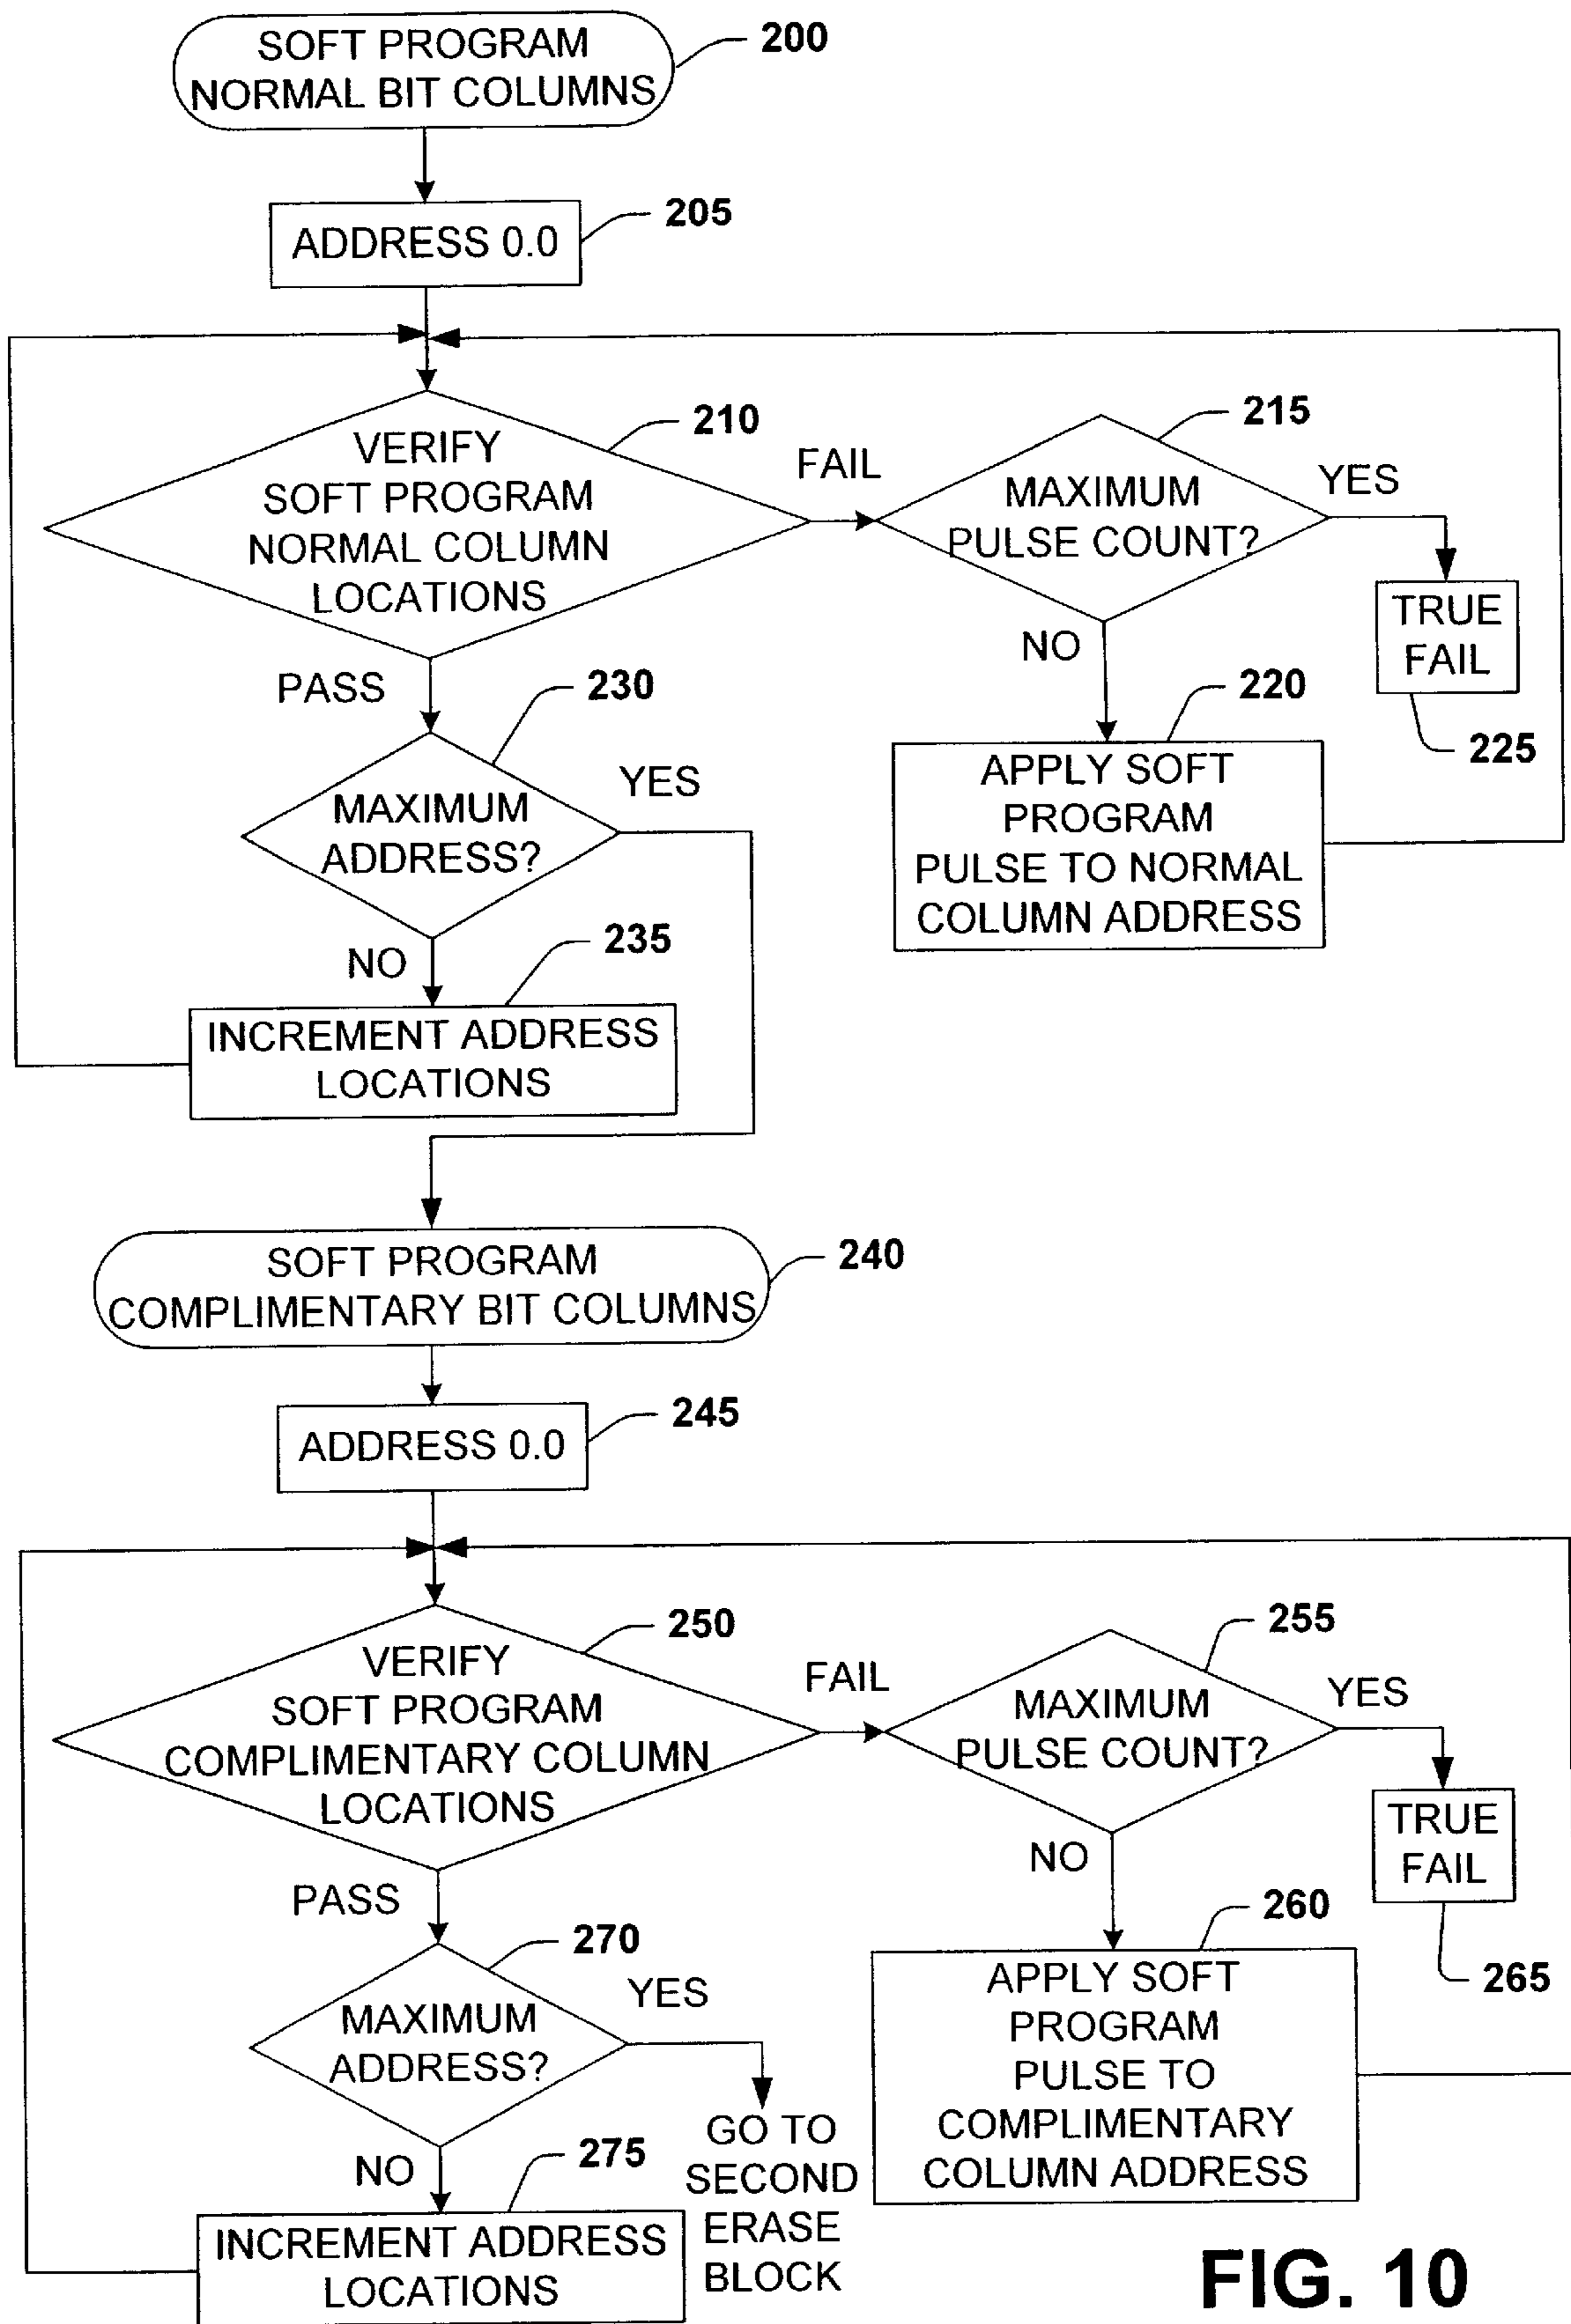 SOFT PROGRAM
NORMAL BIT COLUMNS
200
ADDRESS 0.0
205
VERIFY
SOFT PROGRAM
NORMAL COLUMN
LOCATIONS
210
FAIL
MAXIMUM
PULSE COUNT?
215
YES
TRUE
FAIL
225
NO
APPLY SOFT
PROGRAM
PULSE TO NORMAL
COLUMN ADDRESS
220
PASS
MAXIMUM
ADDRESS?
230
YES
NO
INCREMENT ADDRESS
LOCATIONS
235
SOFT PROGRAM
COMPLIMENTARY BIT COLUMNS
240
ADDRESS 0.0
245
VERIFY
SOFT PROGRAM
COMPLIMENTARY COLUMN
LOCATIONS
250
FAIL
MAXIMUM
PULSE COUNT?
255
YES
TRUE
FAIL
265
NO
APPLY SOFT
PROGRAM
PULSE TO
COMPLIMENTARY
COLUMN ADDRESS
260
PASS
MAXIMUM
ADDRESS?
270
YES
GO TO
SECOND
ERASE
BLOCK
NO
INCREMENT ADDRESS
LOCATIONS
275
FIG. 10